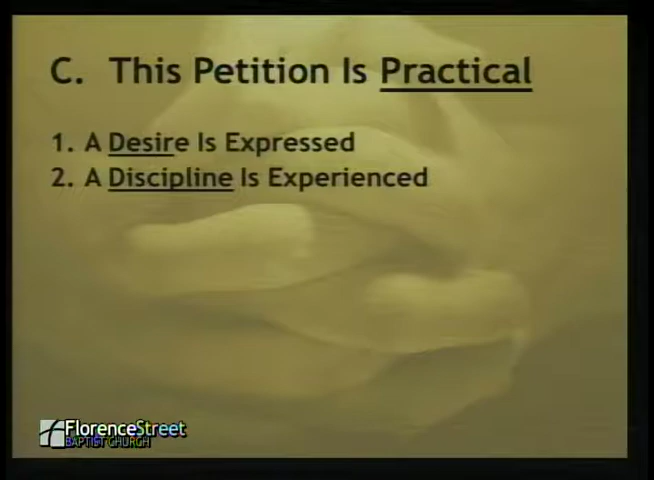 C. This Petition Is Practical
1. A Desire Is Expressed
2. A Discipline Is Experienced
FlorenceStreet
BAPTIST CHURCH